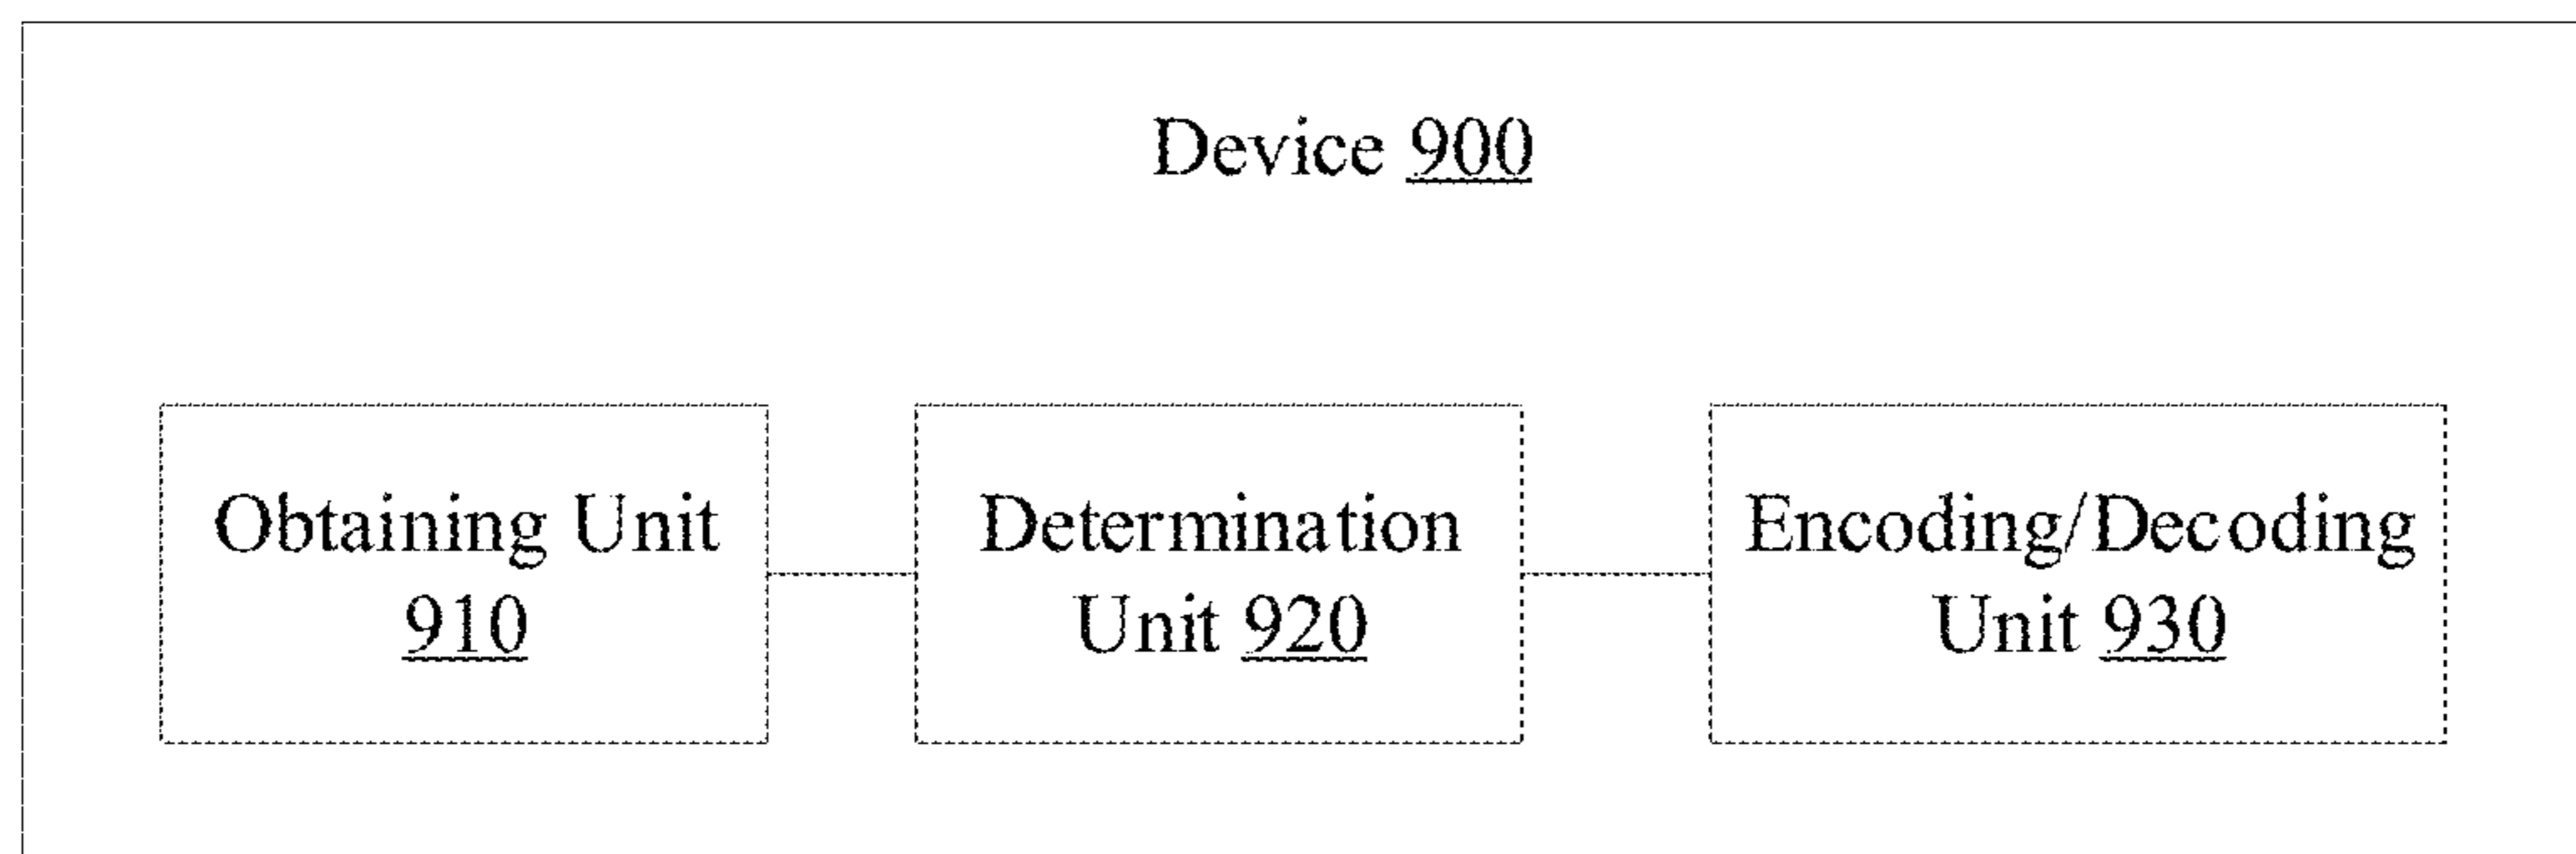 Device 900
Obtaining Unit
910
Determination
Unit 920
Encoding/Decoding
Unit 930